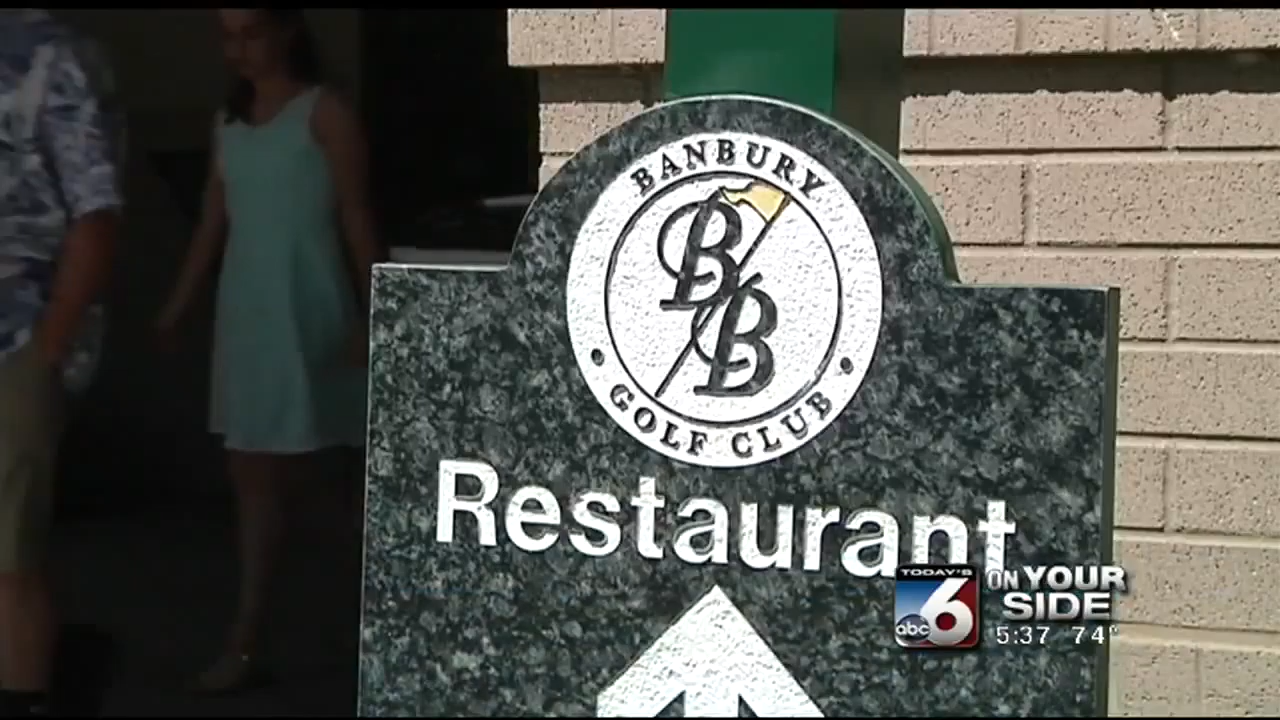 BANBURY
BB
GOLF CLUB
Restaurant
TODAY'S
abc 6
ON YOUR
SIDE
5:37 74°